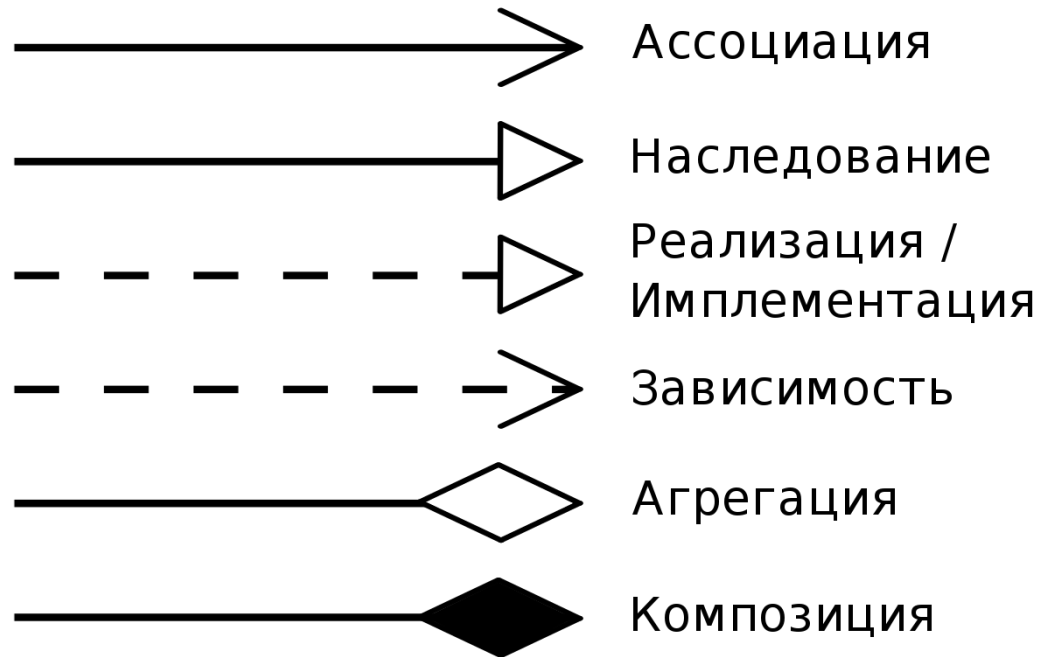 Ассоциация
Наследование
Реализация /
Имплементация
Зависимость
Агрегация
Композиция